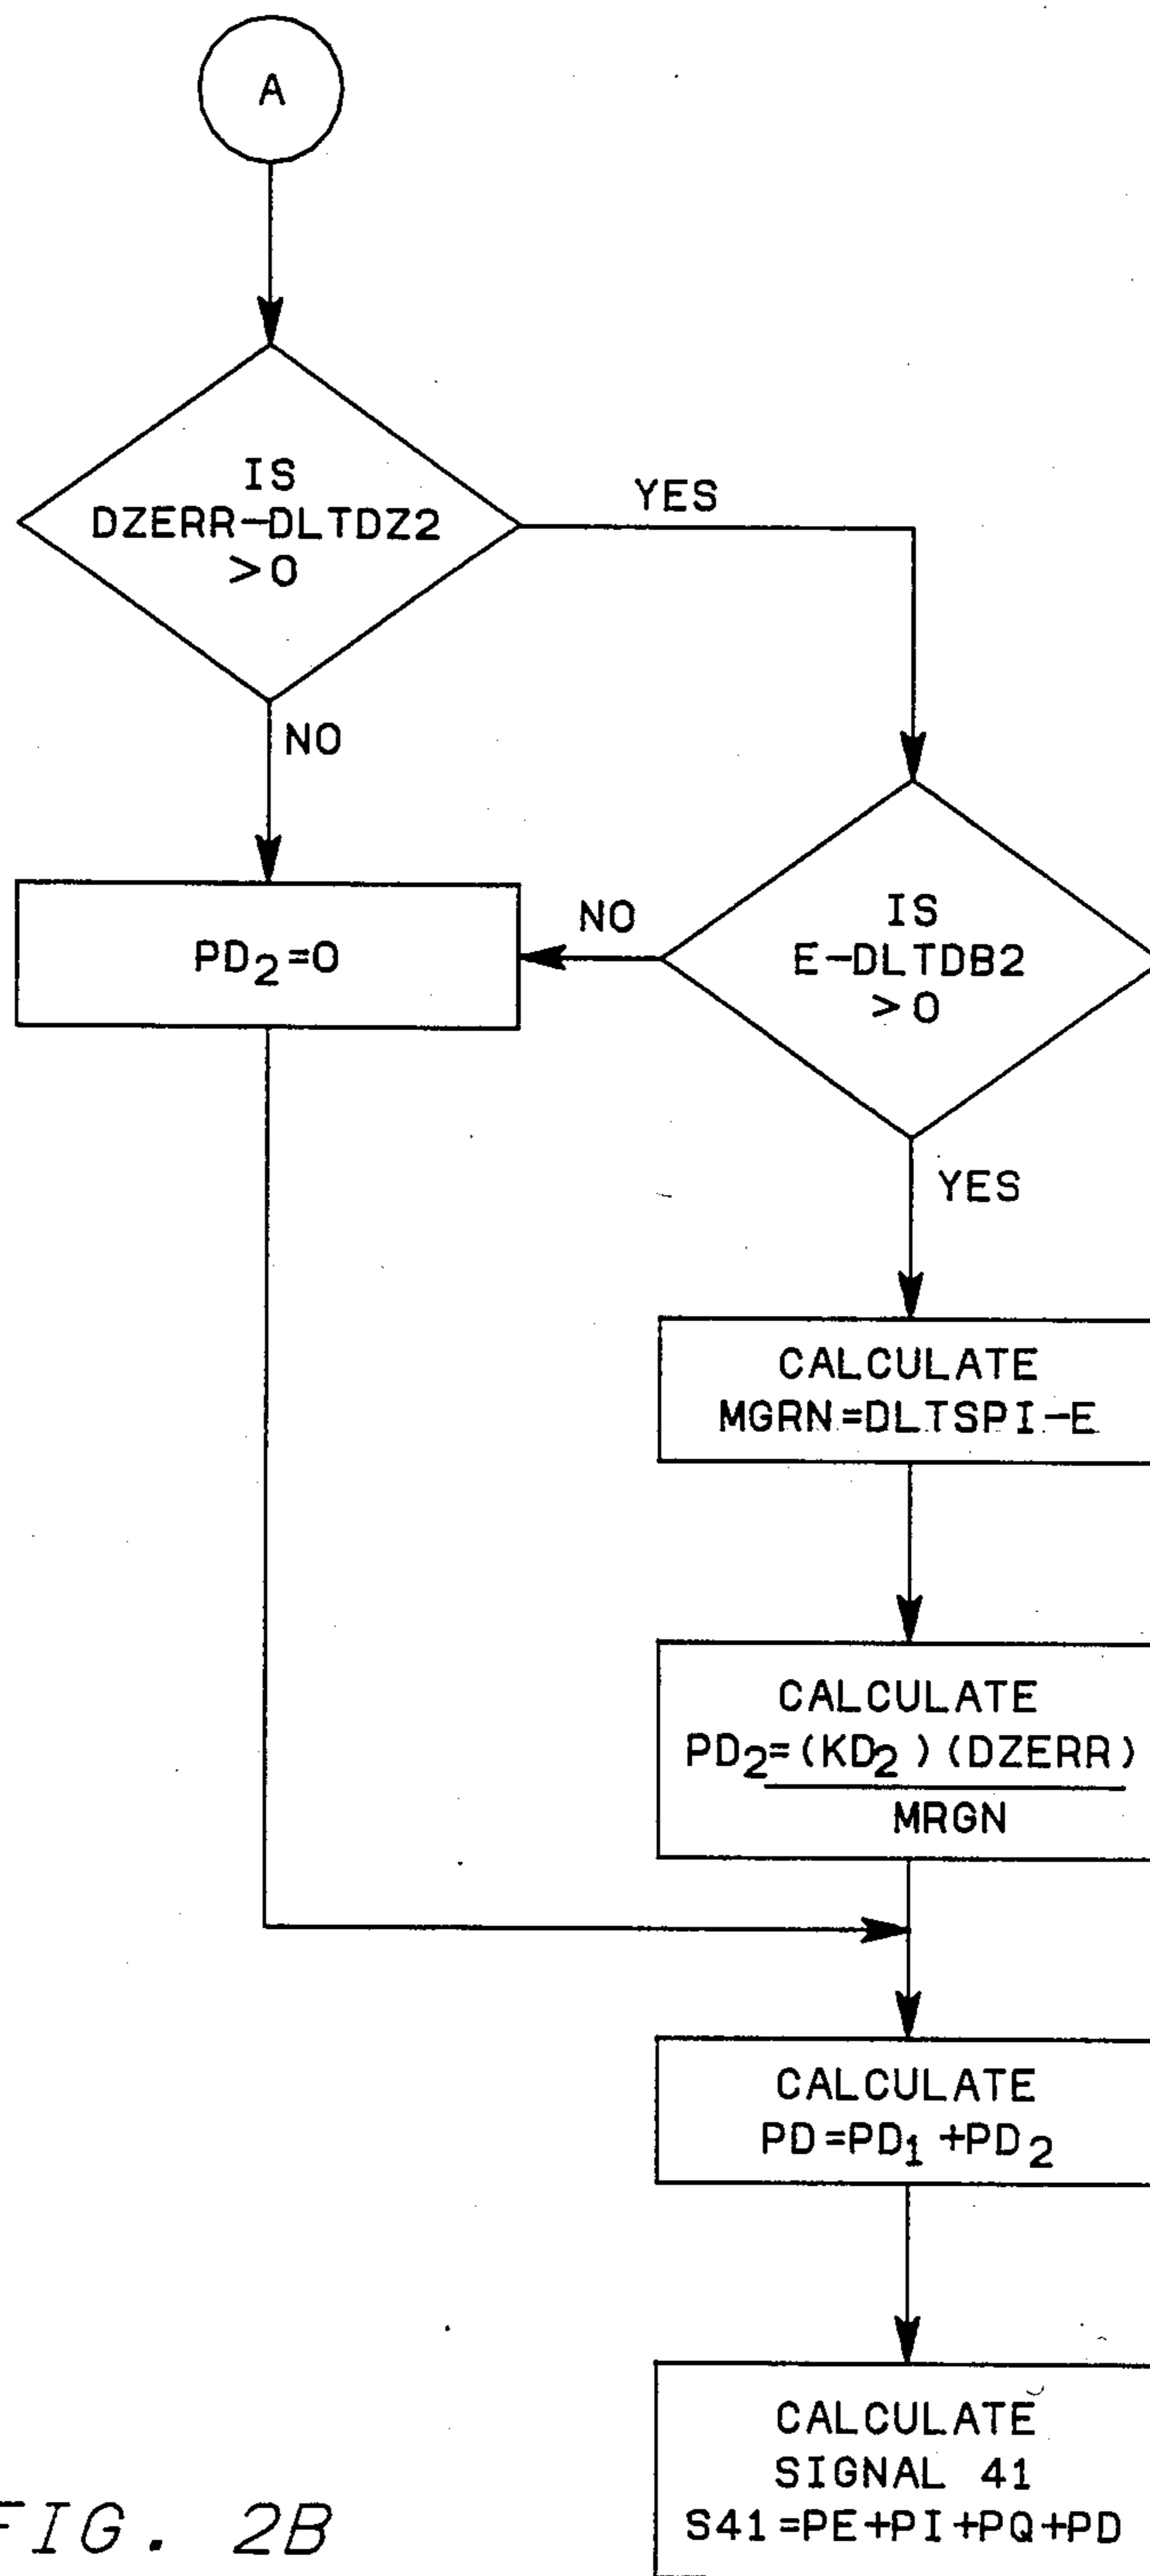 A
IS
DZERR-DLTDZ2
>0
YES
NO
PD2=0
NO
IS
E-DLTDB2
>0
YES
CALCULATE
MGRN=DLTSPI-E
CALCULATE
PD2=(KD2)(DZERR)
MRGN
CALCULATE
PD=PD1+PD2
CALCULATE
SIGNAL 41
S41=PE+PI+PQ+PD
FIG. 2B